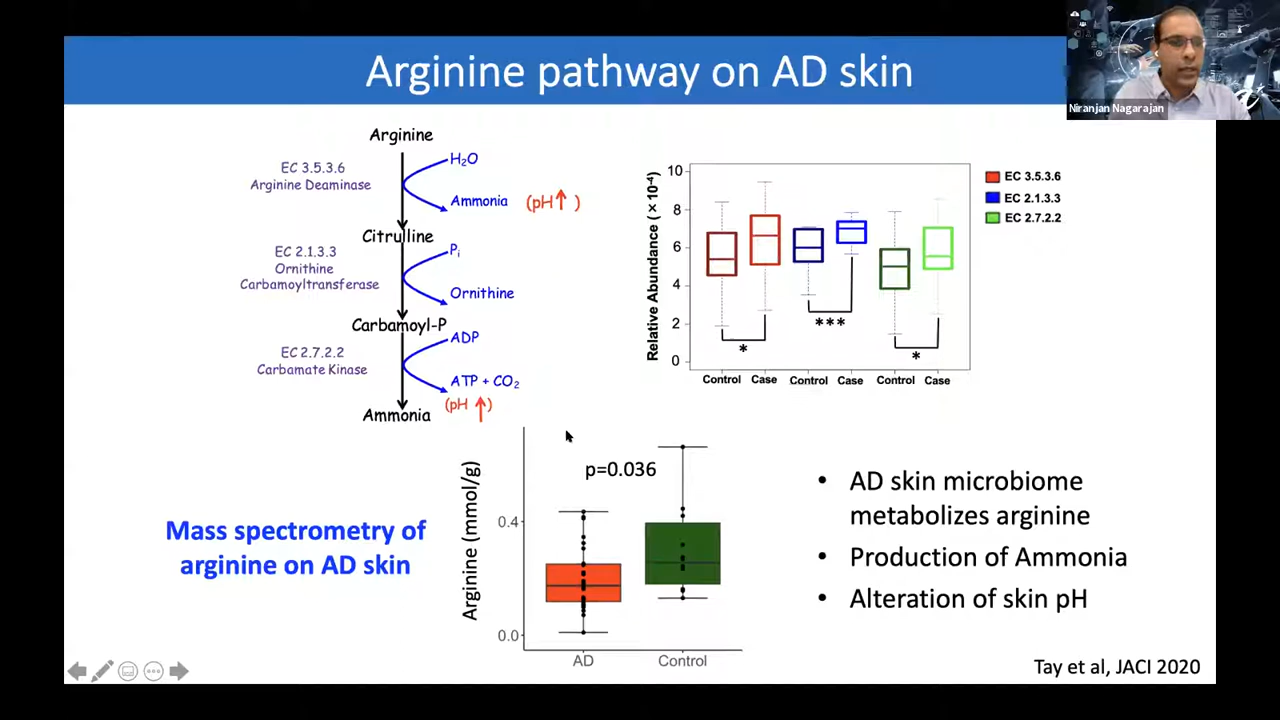 Arginine pathway on AD skin
Niranjan Nagarajan
Arginine
EC 3.5.3.6
Arginine Deaminase
H₂O
Ammonia
(pH↑ )
Citrulline
EC 2.1.3.3
Ornithine
Carbamoyltransferase
Pᵢ
Ornithine
Carbamoyl-P
EC 2.7.2.2
Carbamate Kinase
ADP
ATP + CO₂
(pH ↑)
Ammonia
Relative Abundance (×10⁻⁴)
10
8
6
4
2
0
*
***
*
Control
Case
Control
Case
Control
Case
EC 3.5.3.6
EC 2.1.3.3
EC 2.7.2.2
Mass spectrometry of
arginine on AD skin
Arginine (mmol/g)
0.4
0.0
p=0.036
AD
Control
• AD skin microbiome
metabolizes arginine
• Production of Ammonia
• Alteration of skin pH
Tay et al, JACI 2020